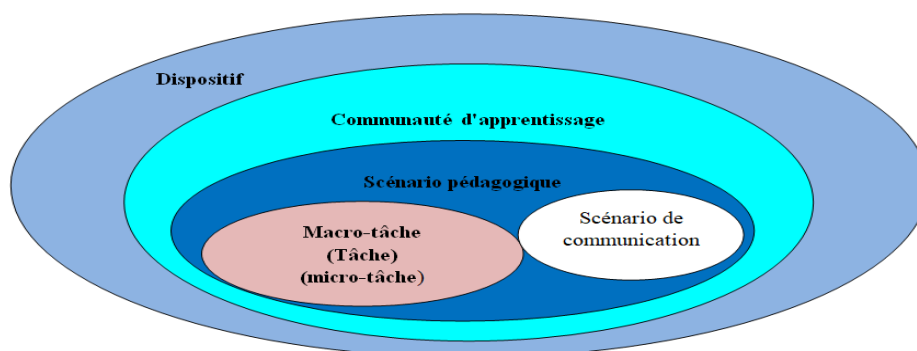 Dispositif
Communauté d'apprentissage
Scénario pédagogique
Macro-tâche
(Tâche)
(micro-tâche)
Scénario de
communication